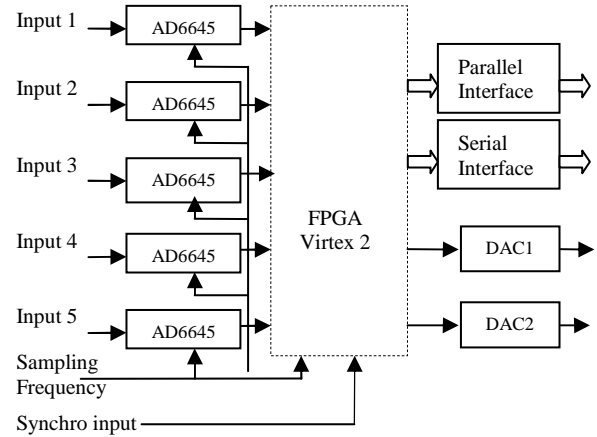 Input 1
AD6645
Input 2
AD6645
Input 3
AD6645
Input 4
AD6645
Input 5
AD6645
Sampling
Frequency
Synchro input
FPGA
Virtex 2
Parallel
Interface
Serial
Interface
DAC1
DAC2